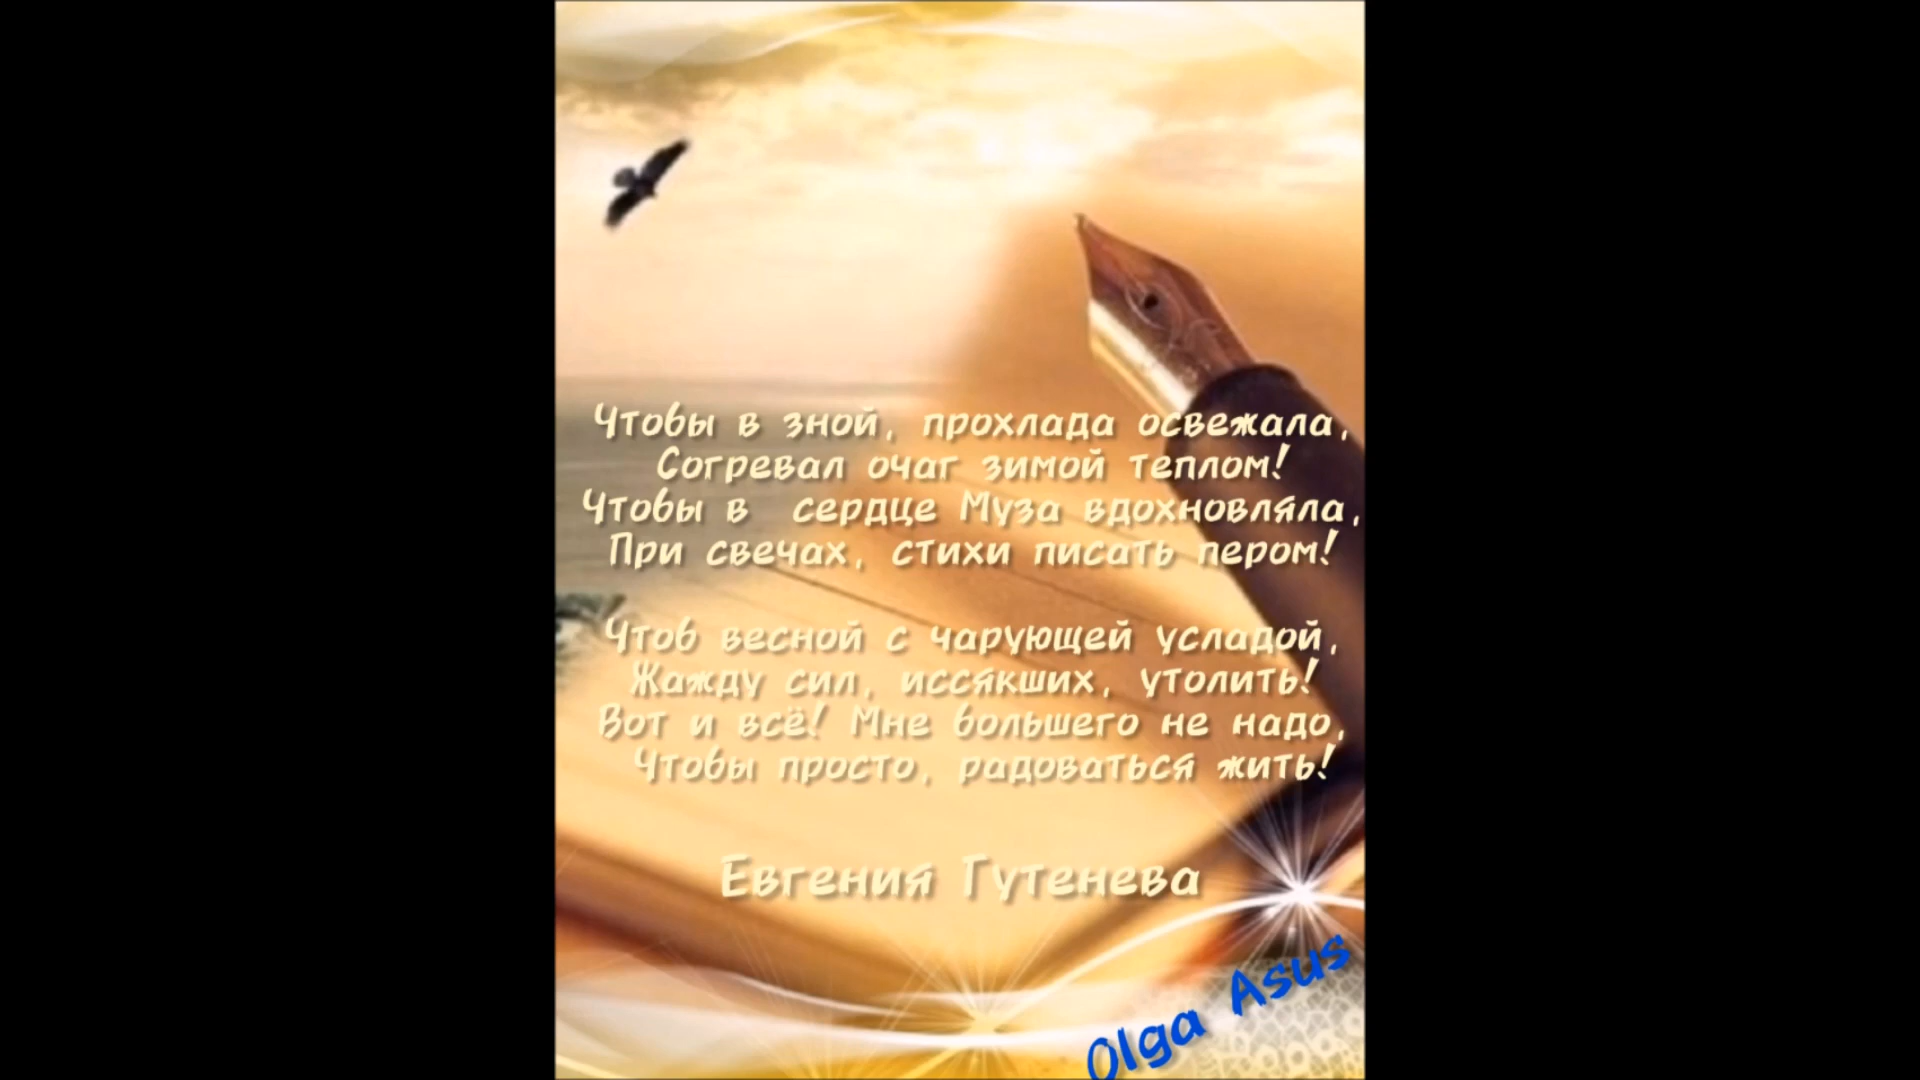 Чтобы в зной, прохлада освежала,
Согревал очаг зимой теплом!
Чтобы в сердце Муза вдохновляла,
При свечах, стихи писать пером!
Чтоб весной с чарующей усладой,
Жажду сил, иссякших, утолить!
Вот и всё! Мне большего не надо,
Чтобы просто, радоваться жить!
Евгения Гутенева
Olga Asus